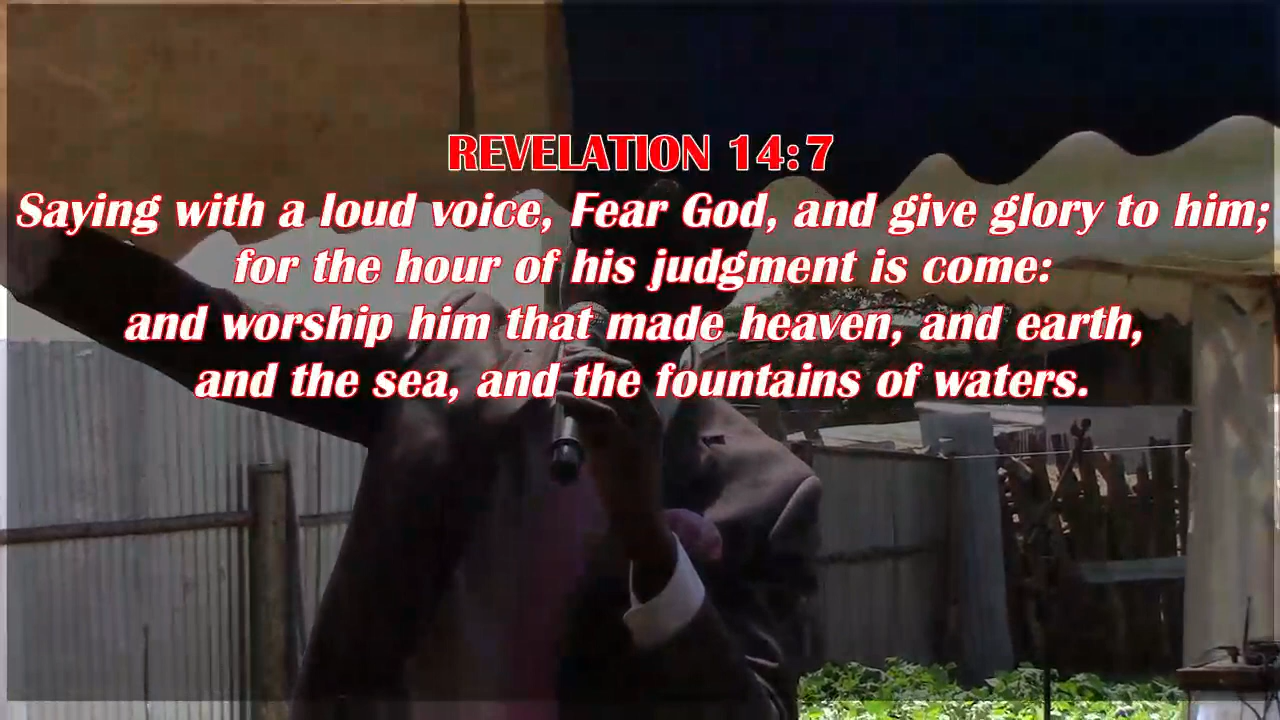 REVELATION 14:7
Saying with a loud voice, Fear God, and give glory to him;
for the hour of his judgment is come:
and worship him that made heaven, and earth,
and the sea, and the fountains of waters.